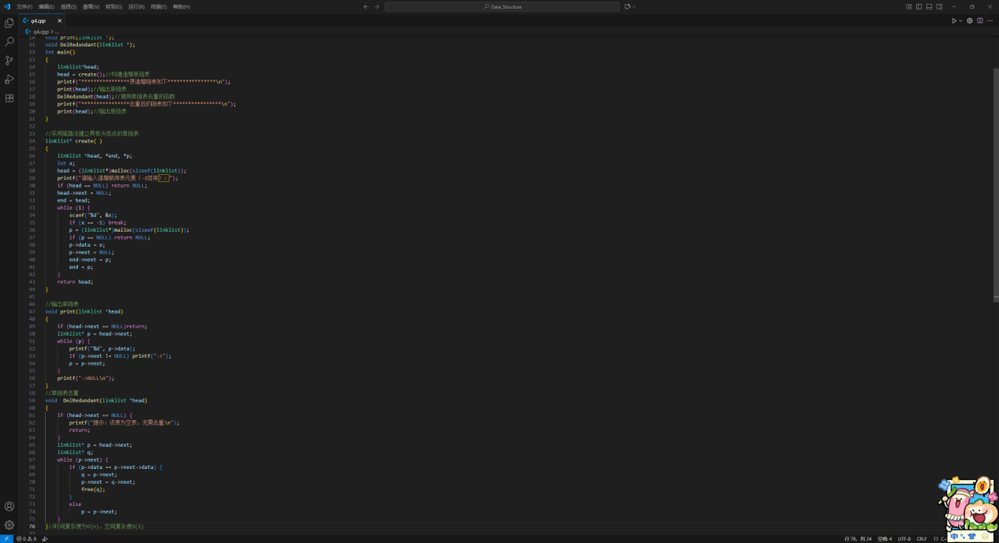 文件(F) 编辑(E) 选择(S) 查看(V) 转到(G) 运行(R) 终端(T) 帮助(H)
Data_Structure
q4.cpp
q4.cpp > ...
10 void print(linklist *);
11 void DelRedundant(linklist *);
12 int main()
13 {
14 linklist*head;
15 head = create();//构建递增单链表
16 printf("****************原递增链表如下****************\n");
17 print(head);//输出单链表
18 DelRedundant(head);//调用单链表去重的函数
19 printf("****************去重后的链表如下****************\n");
20 print(head);//输出单链表
21 }
22
23 //采用尾插法建立具有头结点的单链表
24 linklist* create( )
25 {
26 linklist *head, *end, *p;
27 int x;
28 head = (linklist*)malloc(sizeof(linklist));
29 printf("请输入递增顺序表元素（-1结束）：");
30 if (head == NULL) return NULL;
31 head->next = NULL;
32 end = head;
33 while (1) {
34 scanf("%d", &x);
35 if (x == -1) break;
36 p = (linklist*)malloc(sizeof(linklist));
37 if (p == NULL) return NULL;
38 p->data = x;
39 p->next = NULL;
40 end->next = p;
41 end = p;
42 }
43 return head;
44 }
45
46 //输出单链表
47 void print(linklist *head)
48 {
49 if (head->next == NULL)return;
50 linklist* p = head->next;
51 while (p) {
52 printf("%d", p->data);
53 if (p->next != NULL) printf("->");
54 p = p->next;
55 }
56 printf("->NULL\n");
57 }
58 //单链表去重
59 void DelRedundant(linklist *head)
60 {
61 if (head->next == NULL) {
62 printf("提示：该表为空表，无需去重\n");
63 return;
64 }
65 linklist* p = head->next;
66 linklist* q;
67 while (p->next) {
68 if (p->data == p->next->data) {
69 q = p->next;
70 p->next = q->next;
71 free(q);
72 }
73 else
74 p = p->next;
75 }
76 }//时间复杂度为O(n)，空间复杂度O(1)
77
中
0 0
行 76，列 24 空格: 4 UTF-8 CRLF {} C+